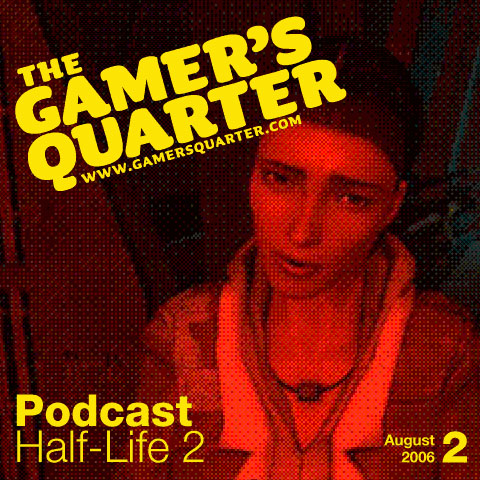 THE
GAMER'S
QUARTER
WWW.GAMERSQUARTER.COM
Podcast
Half-Life 2
August
2006
2